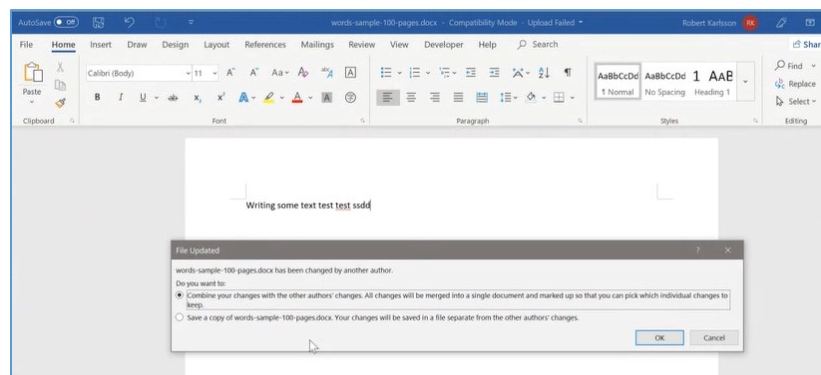 AutoSave Off words-sample-100-pages.docx - Compatibility Mode - Upload Failed Robert Karlsson RK
File Home Insert Draw Design Layout References Mailings Review View Developer Help Search Shar
Paste
Calibri (Body) 11 A A Aa A A A
B I U ab x, x A A A
AaBbCcDd AaBbCcDd 1 AaB
1 Normal No Spacing Heading 1
Find
Replace
Select
Clipboard Font Paragraph Styles Editing
Writing some text test test ssdd
File Updated ?
words-sample-100-pages.docx has been changed by another author.
Do you want to:
Combine your changes with the other authors' changes. All changes will be merged into a single document and marked up so that you can pick which individual changes to
keep.
Save a copy of words-sample-100-pages.docx. Your changes will be saved in a file separate from the other authors' changes.
OK Cancel